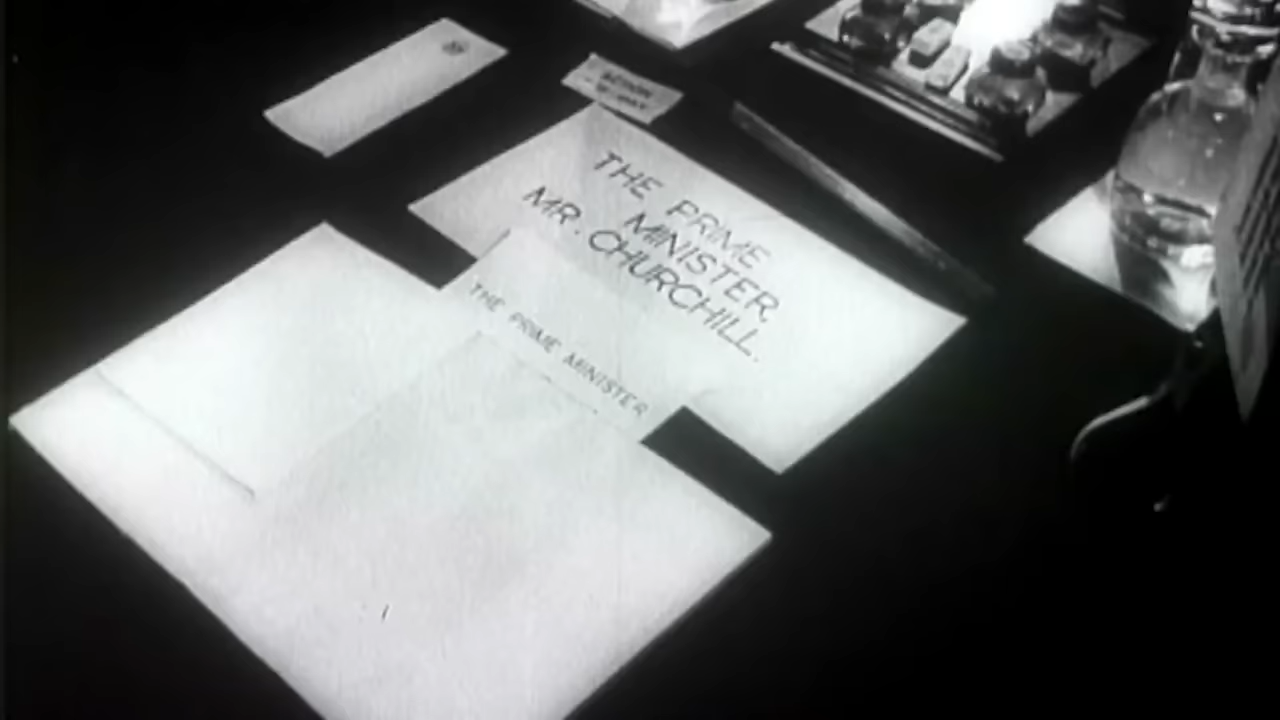 THE PRIME
MINISTER,
MR. CHURCHILL.
THE PRIME MINISTER